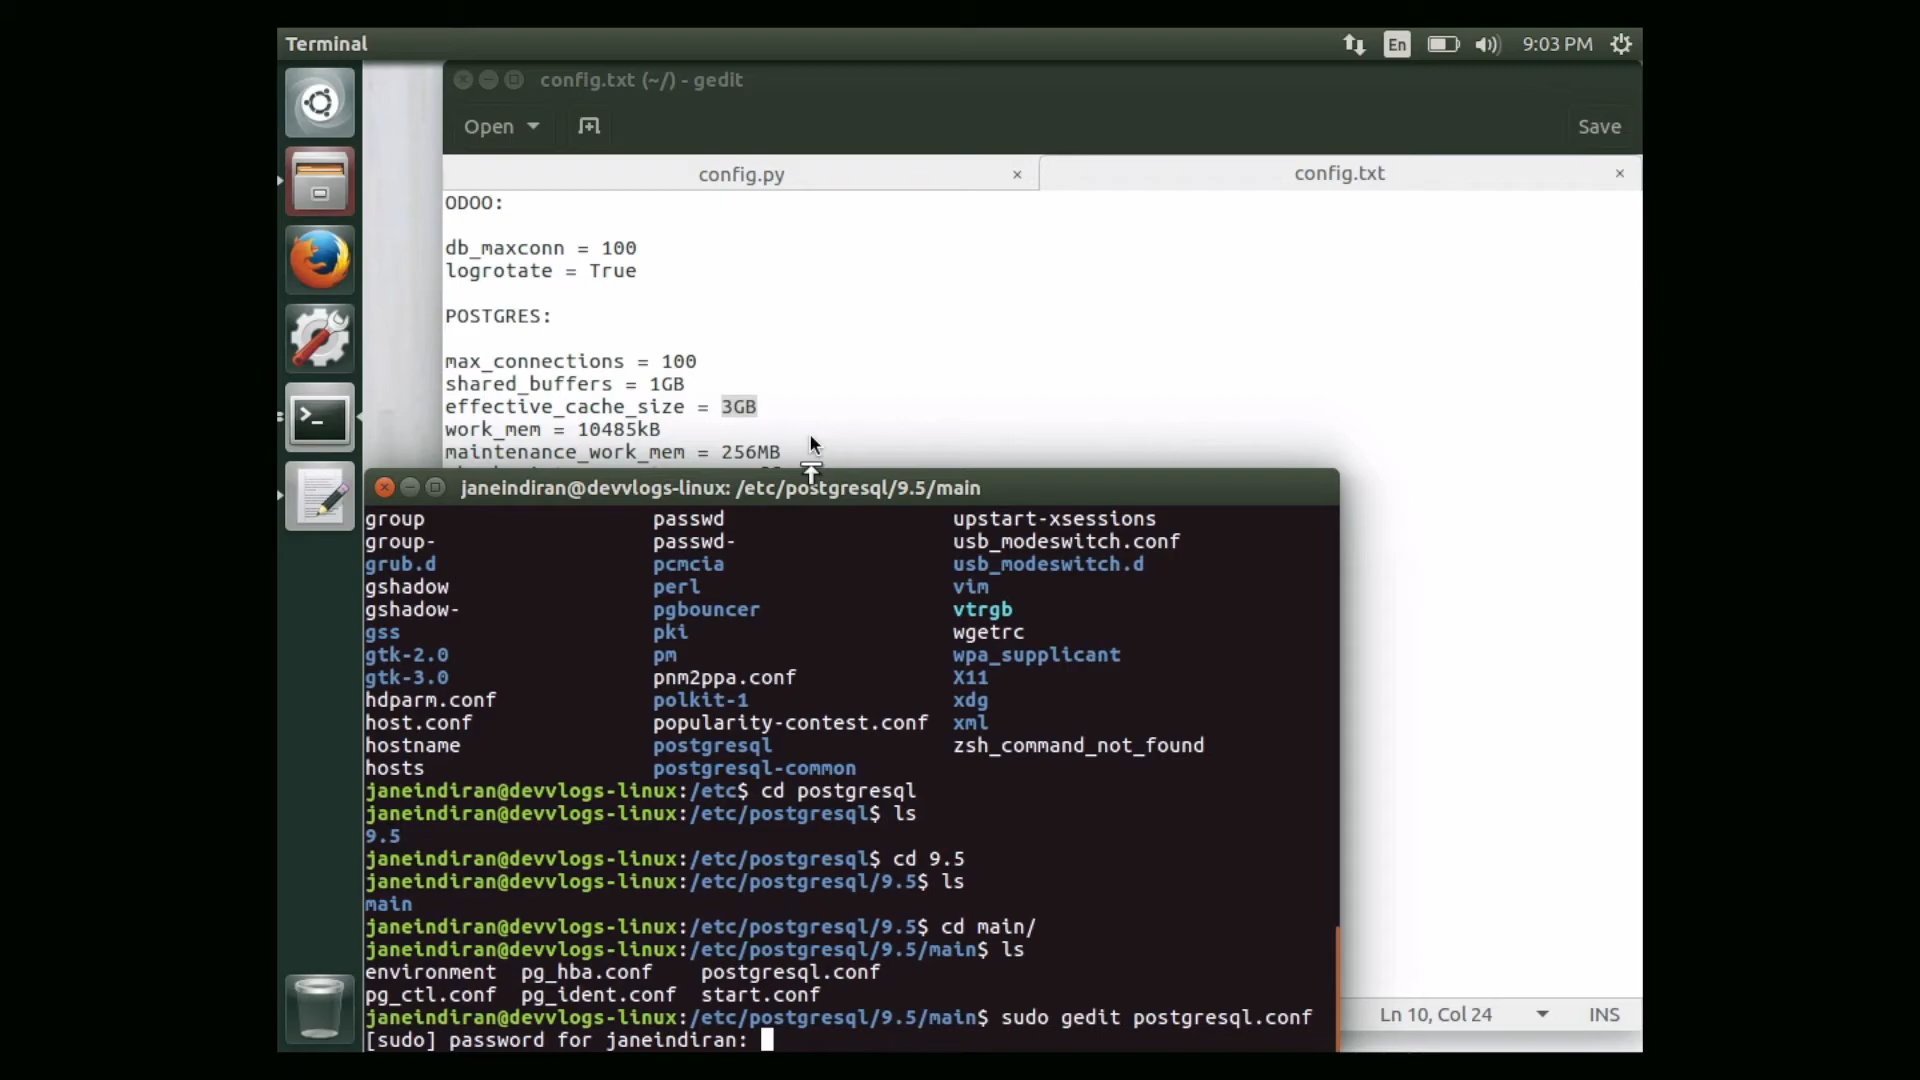 Terminal
En
9:03 PM
config.txt (~/) - gedit
Open
Save
config.py ×
config.txt ×
ODOO:
db_maxconn = 100
logrotate = True
POSTGRES:
max_connections = 100
shared_buffers = 1GB
effective_cache_size = 3GB
work_mem = 10485kB
maintenance_work_mem = 256MB
janeindiran@devvlogs-linux: /etc/postgresql/9.5/main
group passwd upstart-xsessions
group- passwd- usb_modeswitch.conf
grub.d pcmcia usb_modeswitch.d
gshadow perl vim
gshadow- pgbouncer vtrgb
gss pki wgetrc
gtk-2.0 pm wpa_supplicant
gtk-3.0 pnm2ppa.conf X11
hdparm.conf polkit-1 xdg
host.conf popularity-contest.conf xml
hostname postgresql zsh_command_not_found
hosts postgresql-common
janeindiran@devvlogs-linux:/etc$ cd postgresql
janeindiran@devvlogs-linux:/etc/postgresql$ ls
9.5
janeindiran@devvlogs-linux:/etc/postgresql$ cd 9.5
janeindiran@devvlogs-linux:/etc/postgresql/9.5$ ls
main
janeindiran@devvlogs-linux:/etc/postgresql/9.5$ cd main/
janeindiran@devvlogs-linux:/etc/postgresql/9.5/main$ ls
environment pg_hba.conf postgresql.conf
pg_ctl.conf pg_ident.conf start.conf
janeindiran@devvlogs-linux:/etc/postgresql/9.5/main$ sudo gedit postgresql.conf
[sudo] password for janeindiran:
Ln 10, Col 24
INS